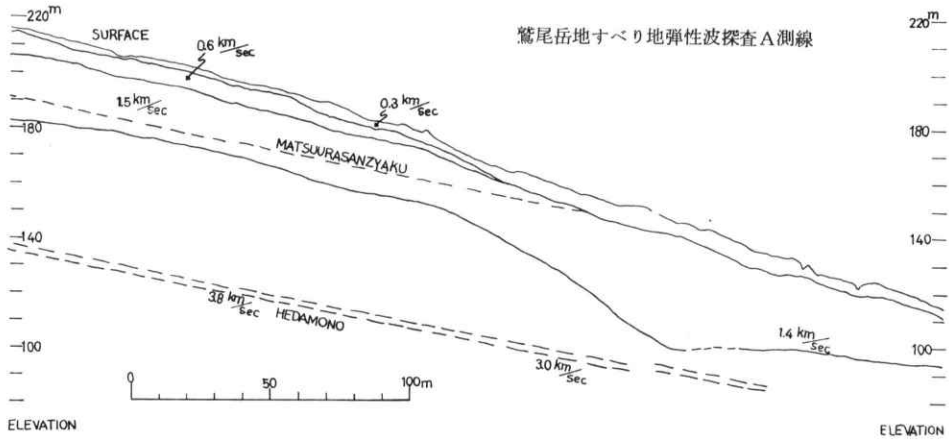 220m
鷲尾岳地すべり地弾性波探査A測線
220m
SURFACE
0.6 km/sec
0.3 km/sec
1.5 km/sec
180
180
MATSUURASANZYAKU
140
140
3.8 km/sec
HEDAMONO
3.0 km/sec
1.4 km/sec
100
100
0 50 100m
ELEVATION
ELEVATION